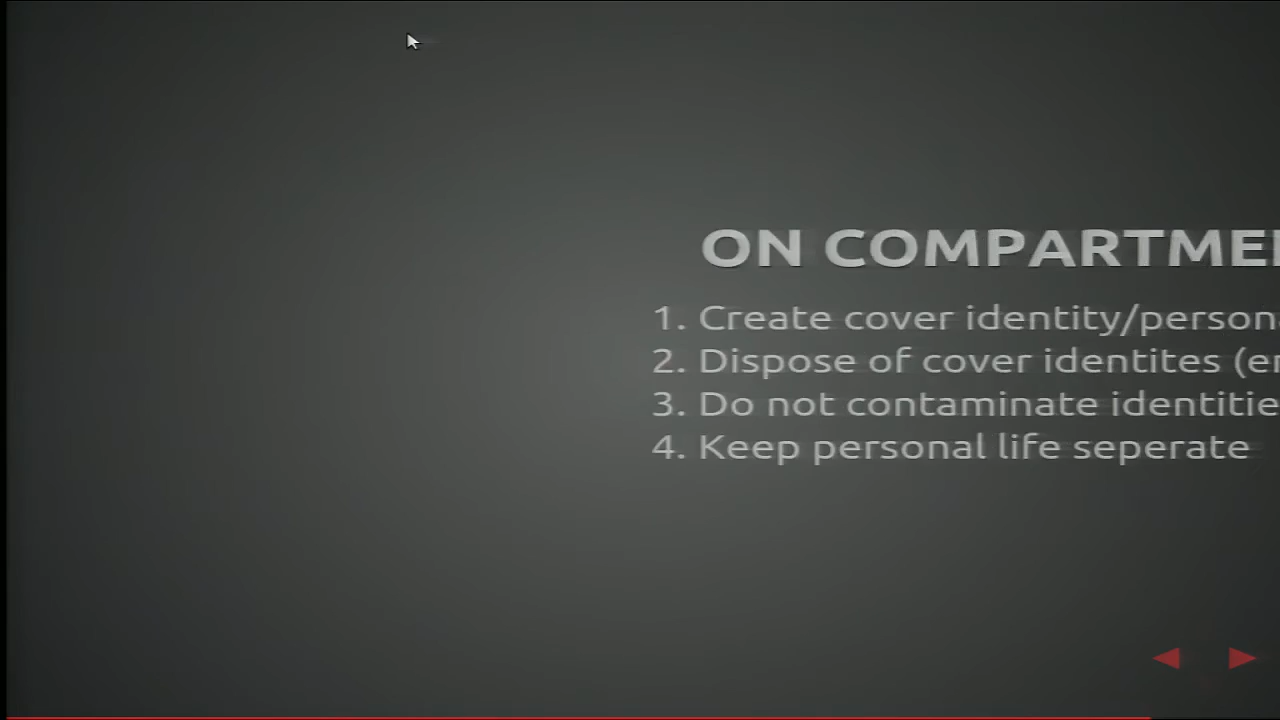 ON COMPARTME
1. Create cover identity/person
2. Dispose of cover identites (e
3. Do not contaminate identitie
4. Keep personal life seperate